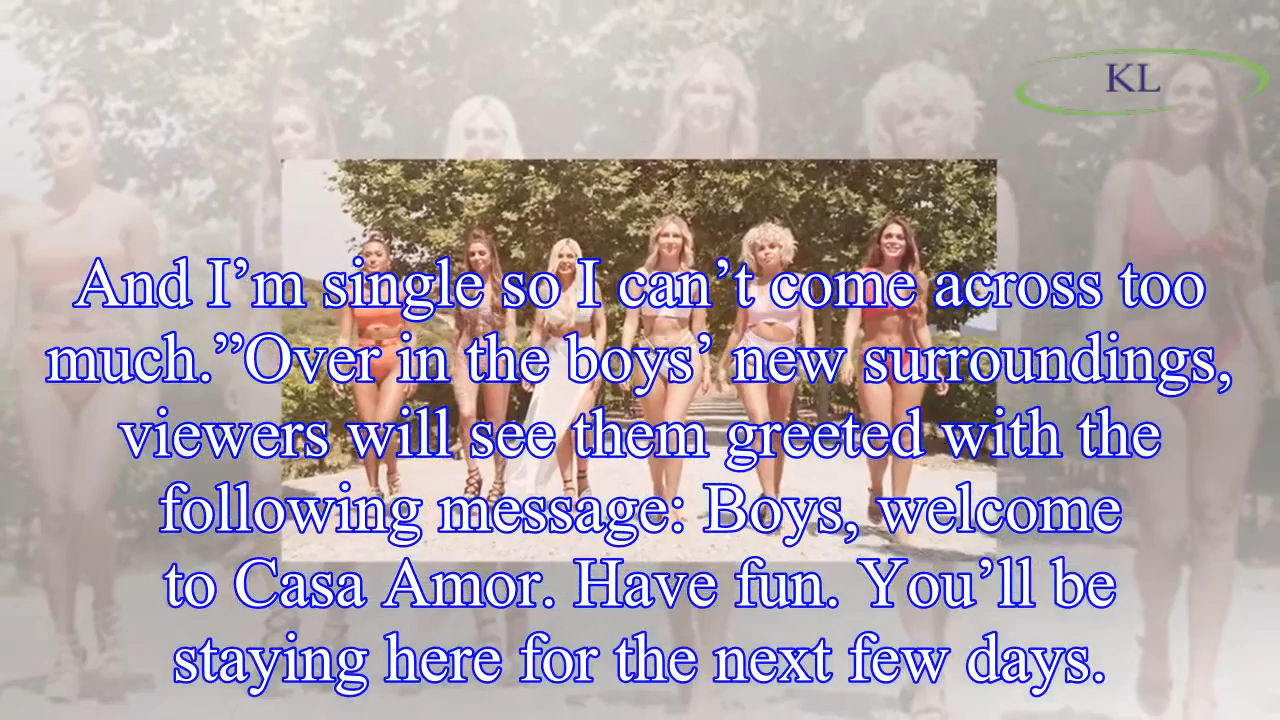 KL
And I’m single so I can’t come across too
much.”Over in the boys’ new surroundings,
viewers will see them greeted with the
following message: Boys, welcome
to Casa Amor. Have fun. You’ll be
staying here for the next few days.